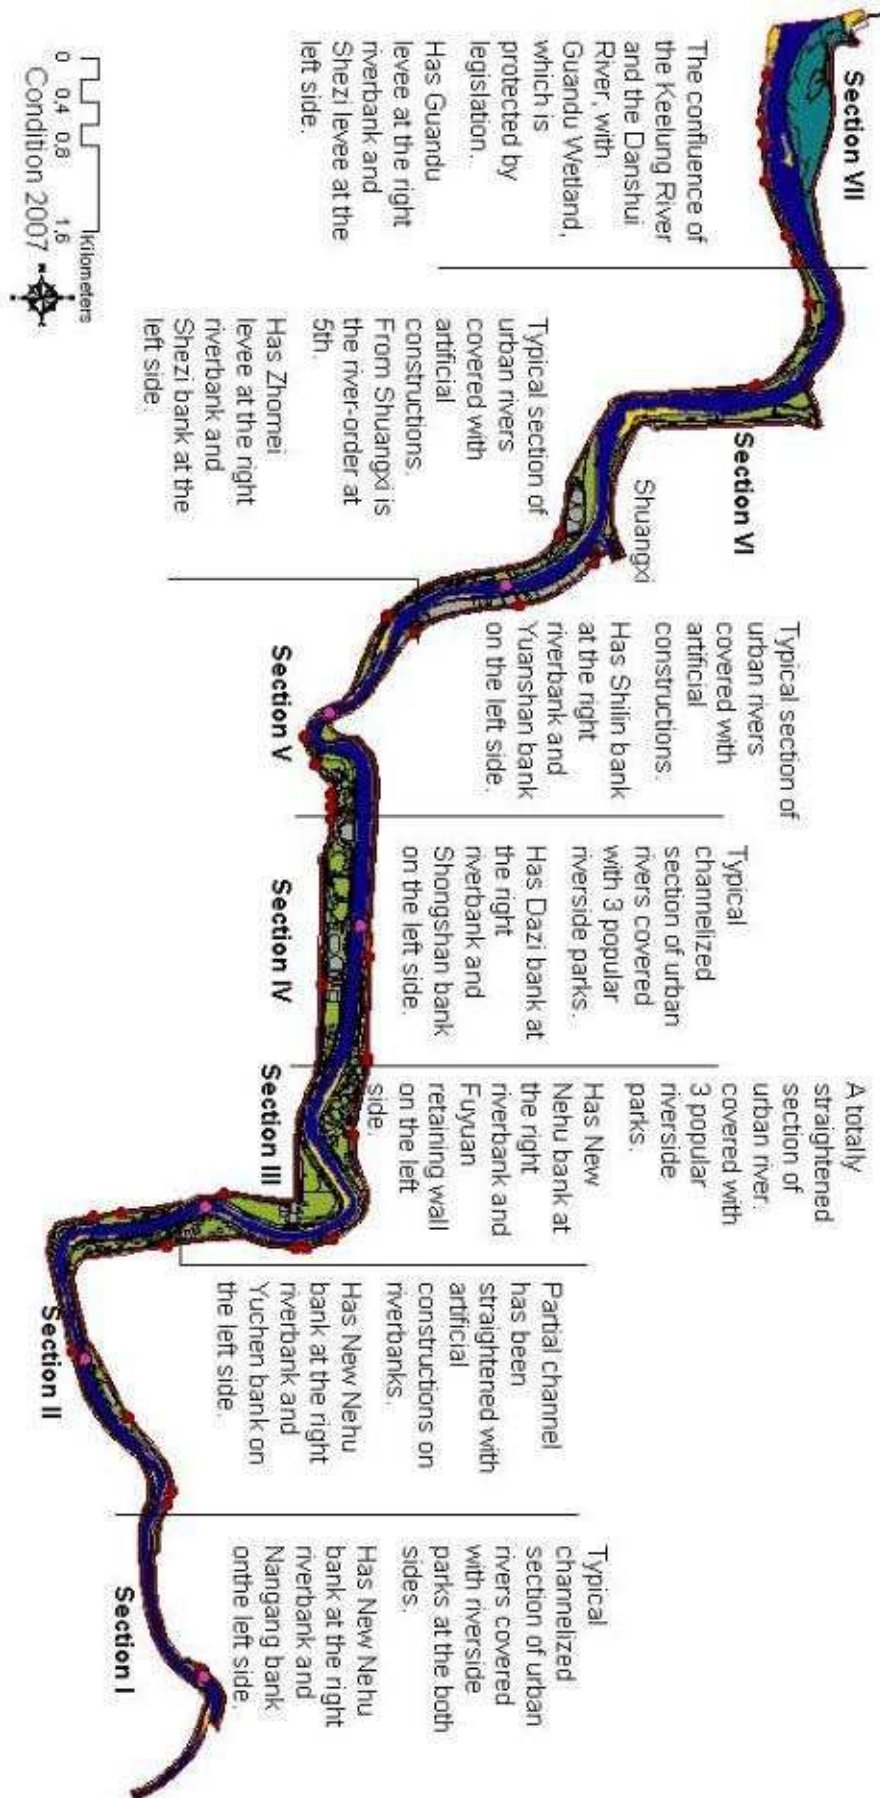 Section VII
The confluence of
the Keelung River
and the Danshui
River, with
Guandu Wetland,
which is
protected by
legislation.
Has Guandu
levee at the right
riverbank and
Shezi levee at the
left side.
Section VI
Shuangxi
Typical section of
urban rivers
covered with
artificial
constructions.
From Shuangxi is
the river-order at
5th.
Has Zhomei
levee at the right
riverbank and
Shezi bank at the
left side.
Section V
Typical section of
urban rivers
covered with
artificial
constructions.
Has Shilin bank
at the right
riverbank and
Yuanshan bank
on the left side.
Section IV
Typical
channelized
section of urban
rivers covered
with 3 popular
riverside parks.
Has Dazi bank at
the right
riverbank and
Shongshan bank
on the left side.
Section III
A totally
straightened
section of
urban river.
covered with
3 popular
riverside
parks.
Has New
Nehu bank at
the right
riverbank and
Fuyuan
retaining wall
on the left
side.
Section II
Partial channel
has been
straightened with
artificial
constructions on
riverbanks.
Has New Nehu
bank at the right
riverbank and
Yuchen bank on
the left side.
Section I
Typical
channelized
section of urban
rivers covered
with riverside
parks at the both
sides.
Has New Nehu
bank at the right
riverbank and
Nangang bank
onthe left side.
Kilometers
0 0,4 0,8 1,6
Condition 2007